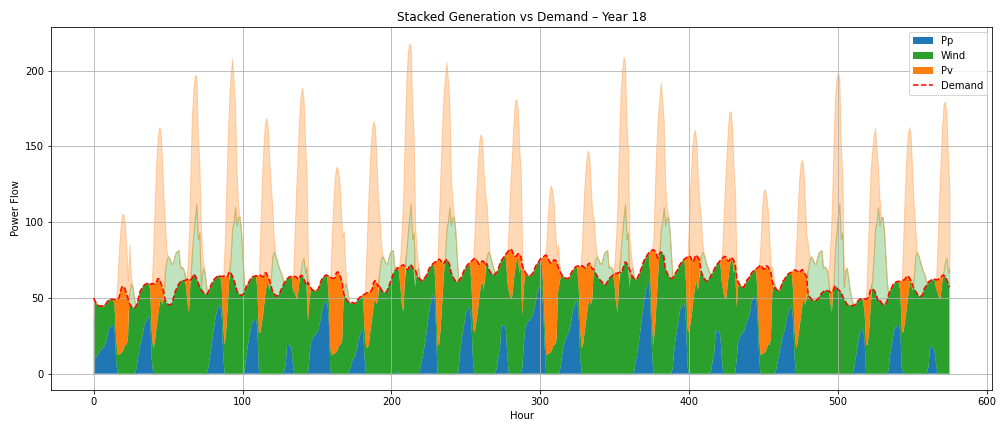 Stacked Generation vs Demand – Year 18
Power Flow
200
150
100
50
0
0 100 200 300 400 500 600
Hour
Pp
Wind
Pv
Demand